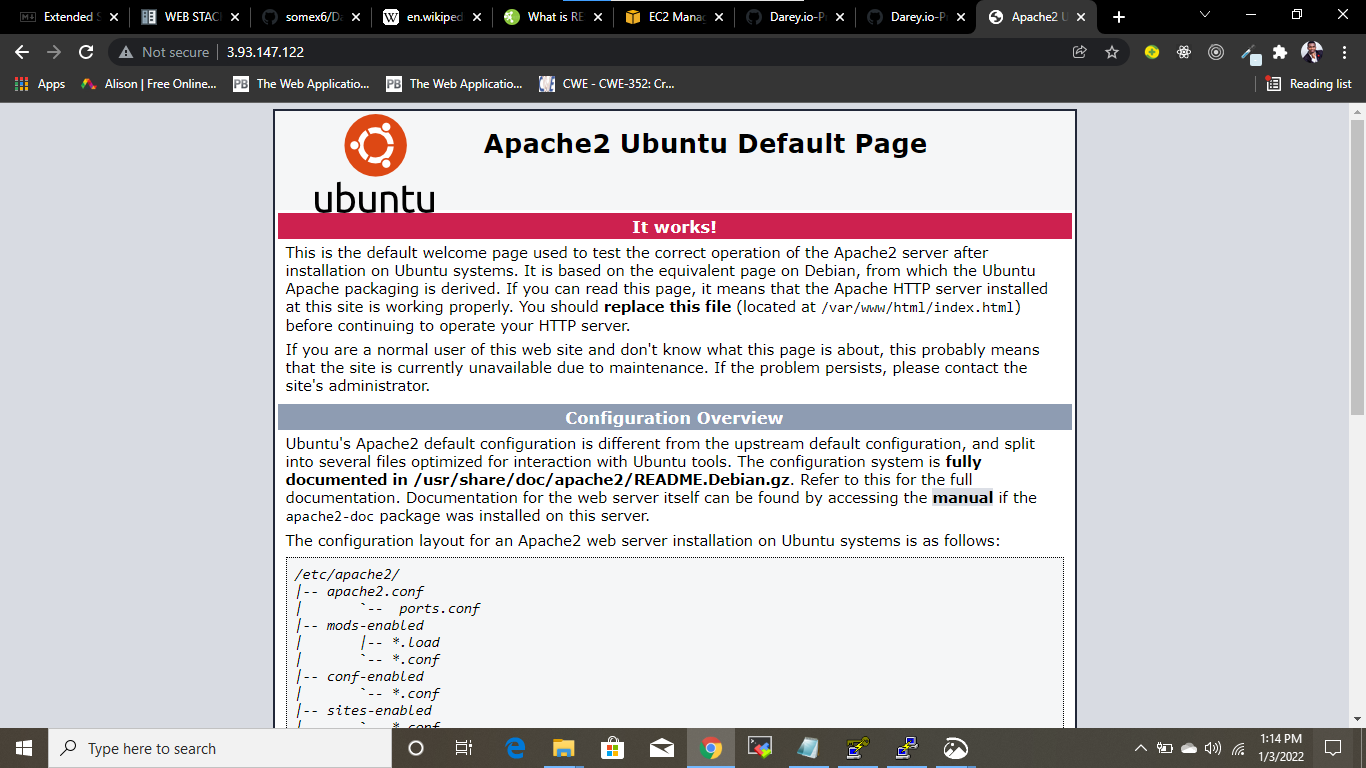 Extended S
WEB STAC
somex6/Da
en.wikiped
What is RE
EC2 Manag
Darey.io-Pr
Darey.io-P
Apache2 U
Not secure
3.93.147.122
Apps
Alison | Free Online...
PB
The Web Applicatio...
PB
The Web Applicatio...
CWE - CWE-352: Cr...
Reading list
ubuntu
Apache2 Ubuntu Default Page
It works!
This is the default welcome page used to test the correct operation of the Apache2 server after
installation on Ubuntu systems. It is based on the equivalent page on Debian, from which the Ubuntu
Apache packaging is derived. If you can read this page, it means that the Apache HTTP server installed
at this site is working properly. You should replace this file (located at /var/www/html/index.html)
before continuing to operate your HTTP server.
If you are a normal user of this web site and don't know what this page is about, this probably means
that the site is currently unavailable due to maintenance. If the problem persists, please contact the
site's administrator.
Configuration Overview
Ubuntu's Apache2 default configuration is different from the upstream default configuration, and split
into several files optimized for interaction with Ubuntu tools. The configuration system is fully
documented in /usr/share/doc/apache2/README.Debian.gz. Refer to this for the full
documentation. Documentation for the web server itself can be found by accessing the manual if the
apache2-doc package was installed on this server.
The configuration layout for an Apache2 web server installation on Ubuntu systems is as follows:
/etc/apache2/
|-- apache2.conf
|       `--  ports.conf
|-- mods-enabled
|       |-- *.load
|       `-- *.conf
|-- conf-enabled
|       `-- *.conf
|-- sites-enabled
|       `-- *.conf
Type here to search
1:14 PM
1/3/2022